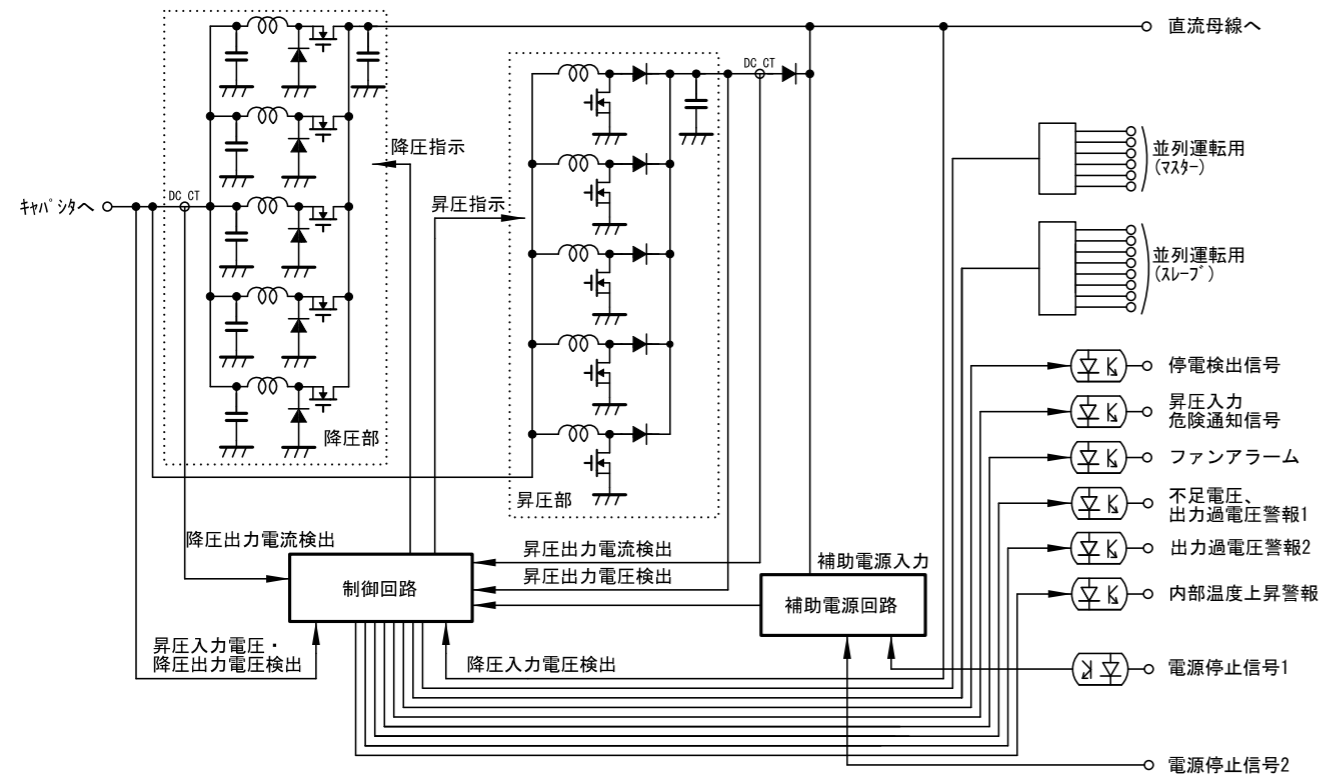 直流母線へ
DC CT
降圧指示
並列運転用
(マスター)
キャパシタへ
DC CT
昇圧指示
並列運転用
(スレーブ)
停電検出信号
昇圧入力
危険通知信号
降圧部
ファンアラーム
昇圧部
不足電圧、
出力過電圧警報1
降圧出力電流検出
昇圧出力電流検出
出力過電圧警報2
補助電源入力
昇圧出力電圧検出
制御回路
補助電源回路
内部温度上昇警報
昇圧入力電圧・
降圧出力電圧検出
降圧入力電圧検出
電源停止信号1
電源停止信号2